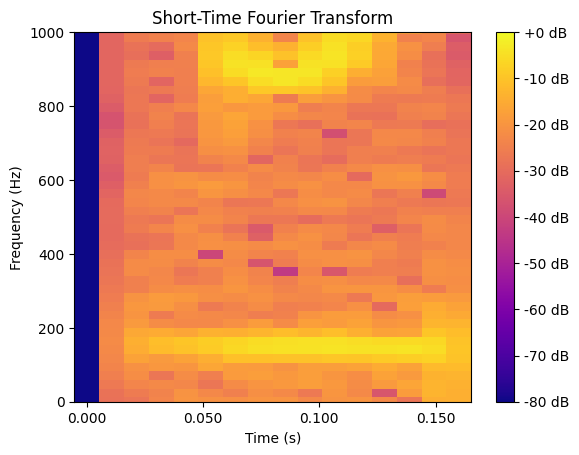 Short-Time Fourier Transform
1000
800
600
400
200
0
Frequency (Hz)
0.000
0.050
0.100
0.150
Time (s)
+0 dB
-10 dB
-20 dB
-30 dB
-40 dB
-50 dB
-60 dB
-70 dB
-80 dB